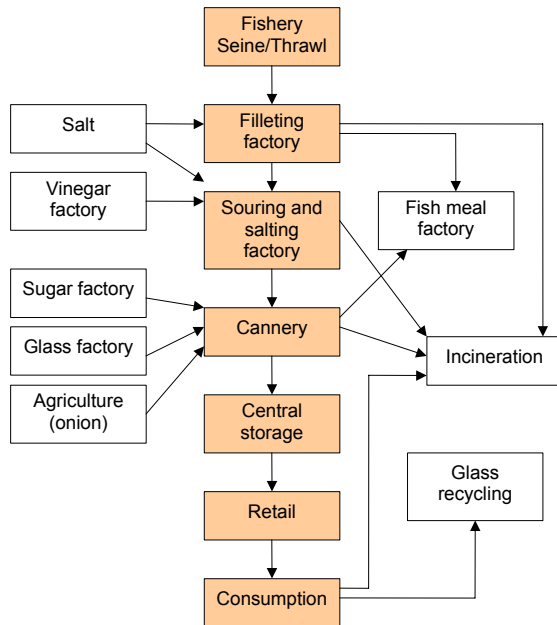 Fishery
Seine/Thrawl
Salt
Filleting
factory
Vinegar
factory
Souring and
salting
factory
Fish meal
factory
Sugar factory
Cannery
Glass factory
Incineration
Agriculture
(onion)
Central
storage
Glass
recycling
Retail
Consumption